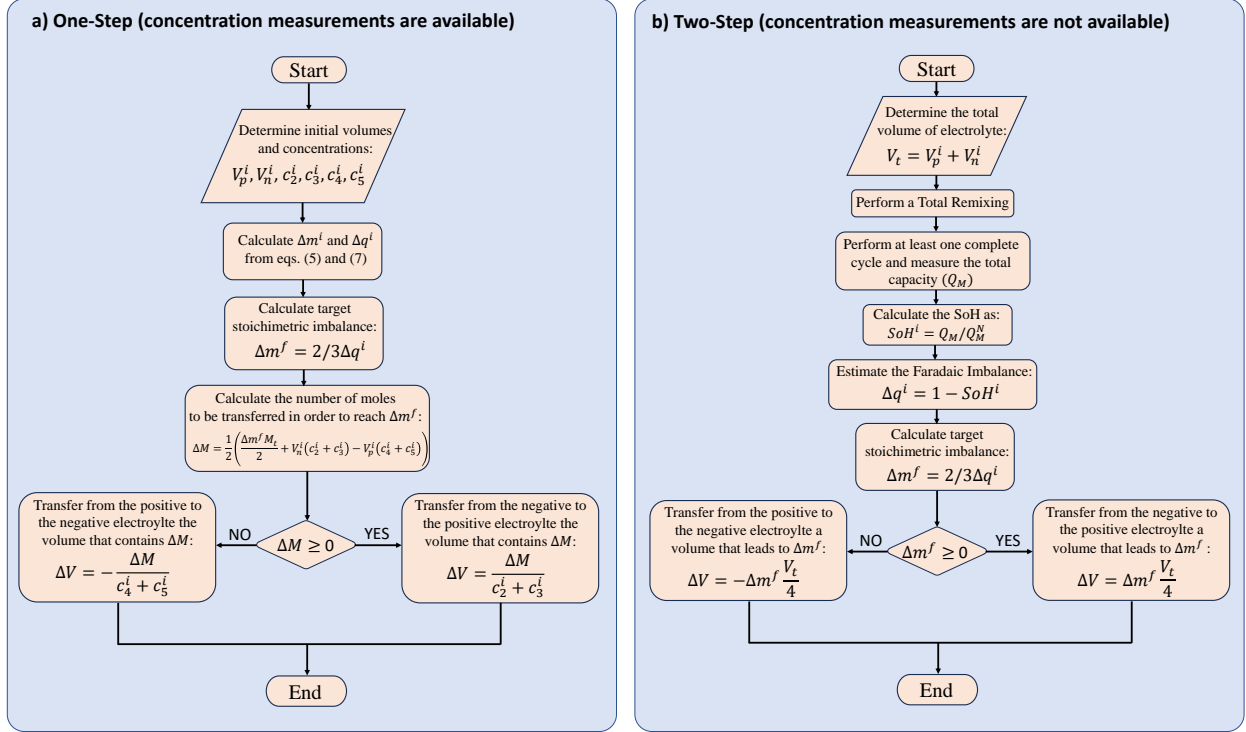 a) One-Step (concentration measurements are available)
Start
Determine initial volumes
and concentrations:
V_p^i, V_n^i, c_2^i, c_3^i, c_4^i, c_5^i
Calculate Δm^i and Δq^i
from eqs. (5) and (7)
Calculate target
stoichimetric imbalance:
Δm^f = 2/3Δq^i
Calculate the number of moles
to be transferred in order to reach Δm^f:
ΔM = 1/2 (Δm^f M_t / 2 + V_n^i(c_2^i + c_3^i) − V_p^i(c_4^i + c_5^i))
ΔM ≥ 0
NO
YES
Transfer from the positive to
the negative electroylte the
volume that contains ΔM:
ΔV = − ΔM / (c_4^i + c_5^i)
Transfer from the negative to
the positive electroylte the
volume that contains ΔM:
ΔV = ΔM / (c_2^i + c_3^i)
End
b) Two-Step (concentration measurements are not available)
Start
Determine the total
volume of electrolyte:
V_t = V_p^i + V_n^i
Perform a Total Remixing
Perform at least one complete
cycle and measure the total
capacity (Q_M)
Calculate the SoH as:
SoH^i = Q_M/Q_M^N
Estimate the Faradaic Imbalance:
Δq^i = 1 − SoH^i
Calculate target
stoichimetric imbalance:
Δm^f = 2/3Δq^i
Δm^f ≥ 0
NO
YES
Transfer from the positive to
the negative electroylte a
volume that leads to Δm^f:
ΔV = −Δm^f V_t/4
Transfer from the negative to
the positive electroylte a
volume that leads to Δm^f :
ΔV = Δm^f V_t/4
End